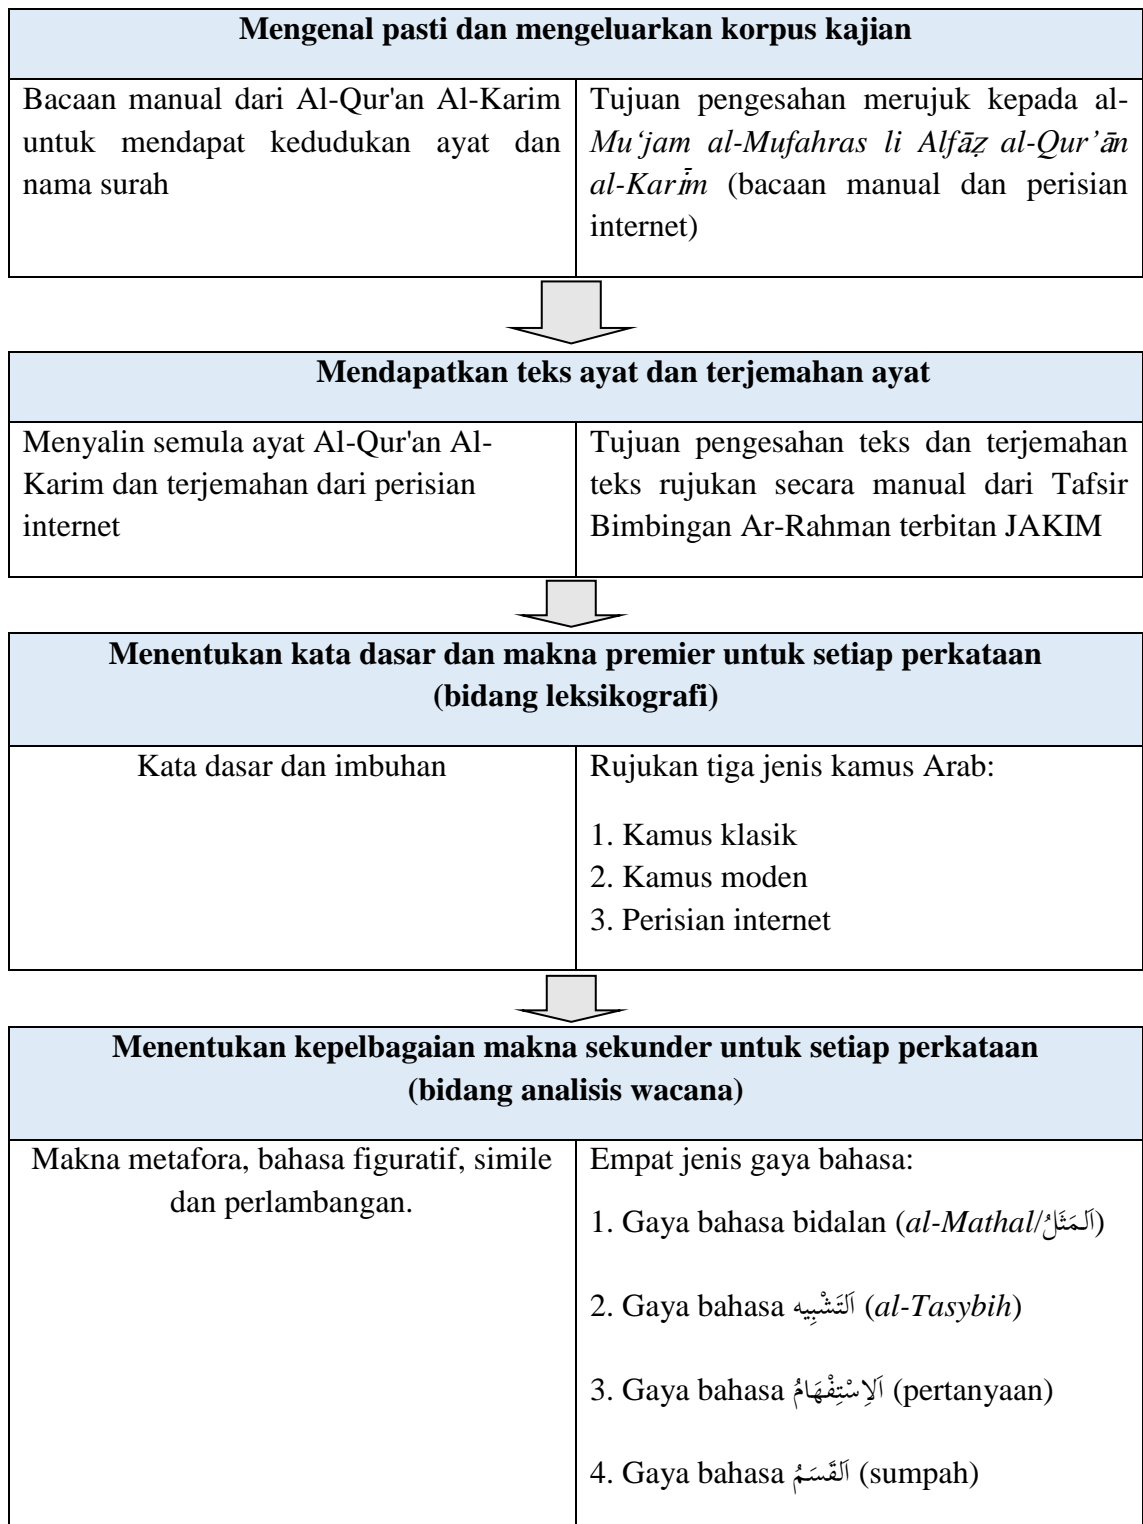 Mengenal pasti dan mengeluarkan korpus kajian
Bacaan manual dari Al-Qur'an Al-Karim
untuk mendapat kedudukan ayat dan
nama surah
Tujuan pengesahan merujuk kepada al-
Mu‘jam al-Mufahras li Alfāẓ al-Qur’ān
al-Karīm (bacaan manual dan perisian
internet)
Mendapatkan teks ayat dan terjemahan ayat
Menyalin semula ayat Al-Qur'an Al-
Karim dan terjemahan dari perisian
internet
Tujuan pengesahan teks dan terjemahan
teks rujukan secara manual dari Tafsir
Bimbingan Ar-Rahman terbitan JAKIM
Menentukan kata dasar dan makna premier untuk setiap perkataan
(bidang leksikografi)
Kata dasar dan imbuhan
Rujukan tiga jenis kamus Arab:
1. Kamus klasik
2. Kamus moden
3. Perisian internet
Menentukan kepelbagaian makna sekunder untuk setiap perkataan
(bidang analisis wacana)
Makna metafora, bahasa figuratif, simile
dan perlambangan.
Empat jenis gaya bahasa:
1. Gaya bahasa bidalan (al-Mathal/اَلمَثَلُ)
2. Gaya bahasa اَلتَشْبِيه (al-Tasybih)
3. Gaya bahasa اَلاِسْتِفْهَامُ (pertanyaan)
4. Gaya bahasa اَلقَسَمُ (sumpah)